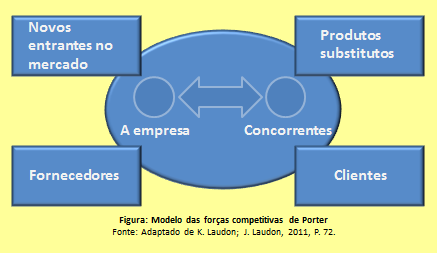 Novos
entrantes no
mercado
Produtos
substitutos
A empresa
Concorrentes
Fornecedores
Clientes
Figura: Modelo das forças competitivas de Porter
Fonte: Adaptado de K. Laudon; J. Laudon, 2011, P. 72.